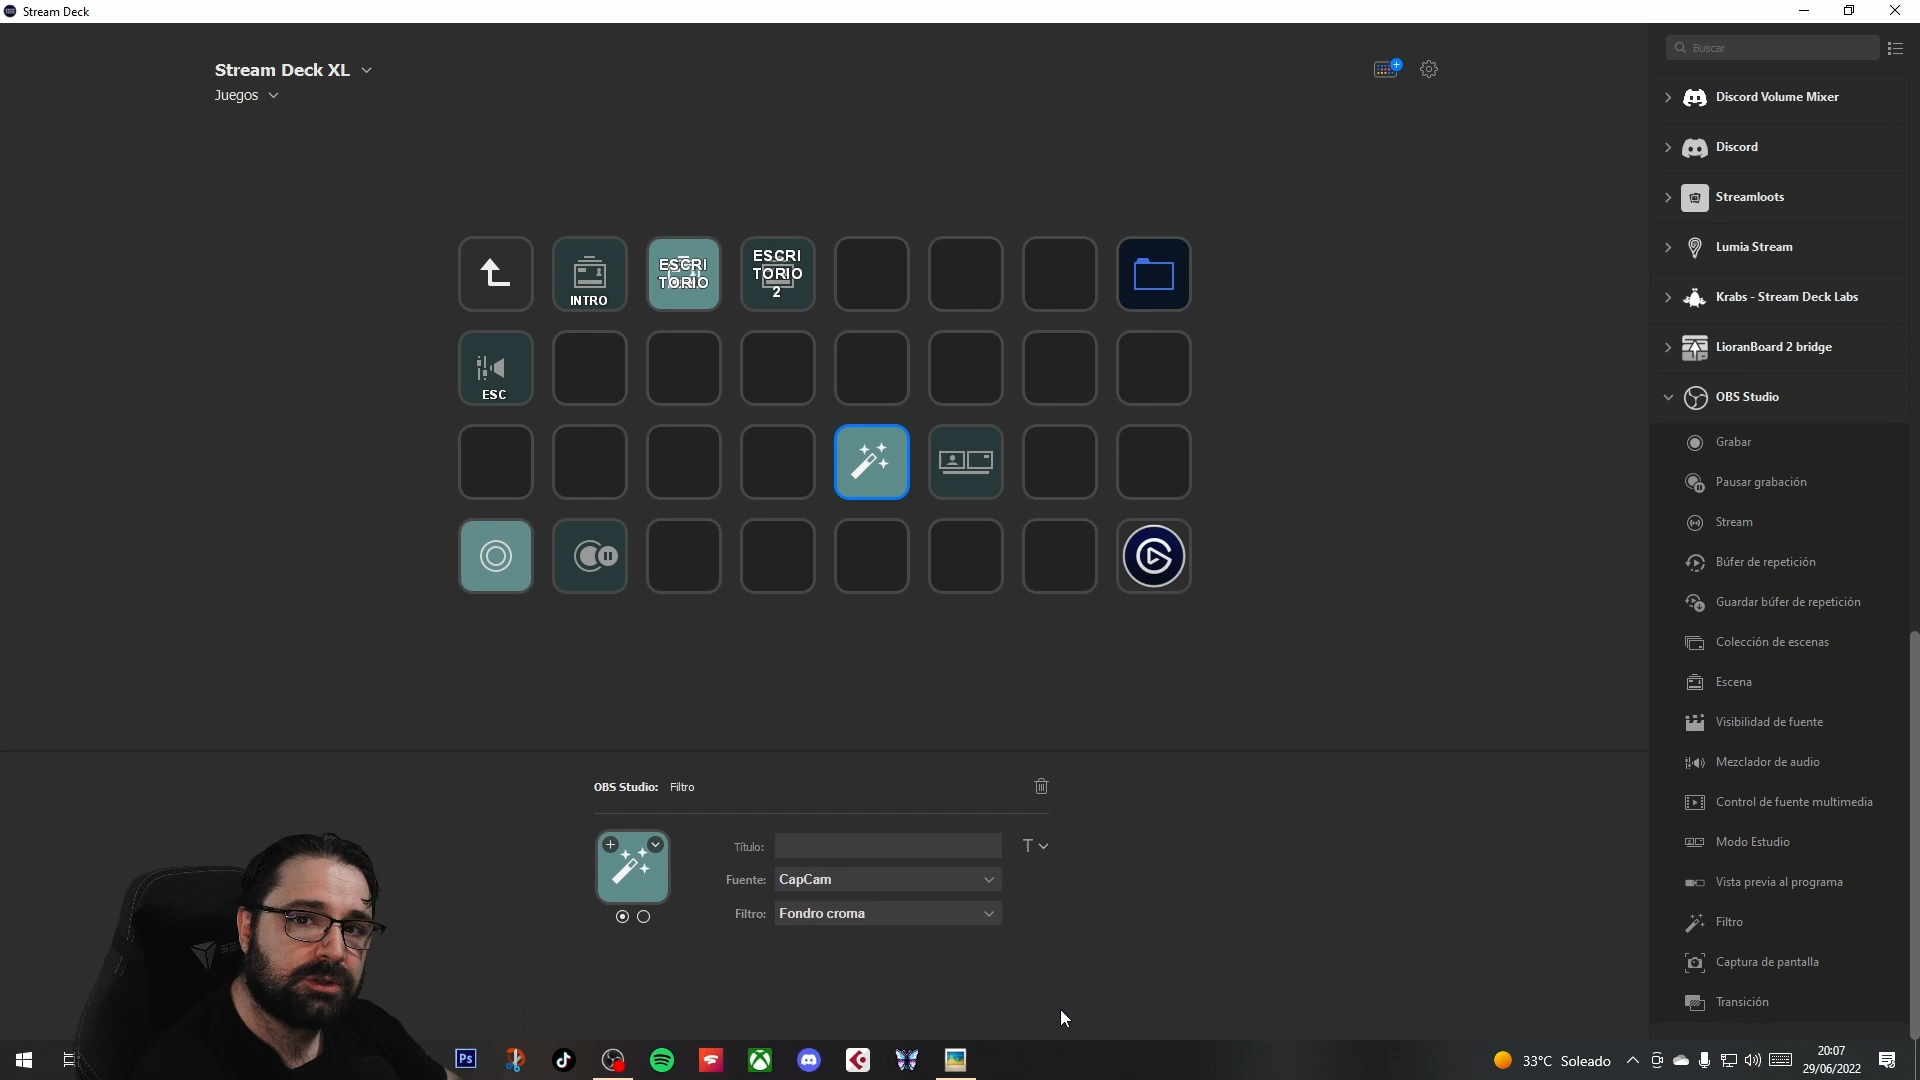 Stream Deck
Stream Deck XL
Juegos
Buscar
Discord Volume Mixer
Discord
Streamloots
Lumia Stream
Krabs - Stream Deck Labs
LioranBoard 2 bridge
OBS Studio
Grabar
Pausar grabación
Stream
Búfer de repetición
Guardar búfer de repetición
Colección de escenas
Escena
Visibilidad de fuente
Mezclador de audio
Control de fuente multimedia
Modo Estudio
Vista previa al programa
Filtro
Captura de pantalla
Transición
INTRO
ESCRI
TORIO
ESCRI
TORIO
2
ESC
OBS Studio: Filtro
Título:
T
Fuente: CapCam
Filtro: Fondro croma
Ps
33°C Soleado
20:07
29/06/2022